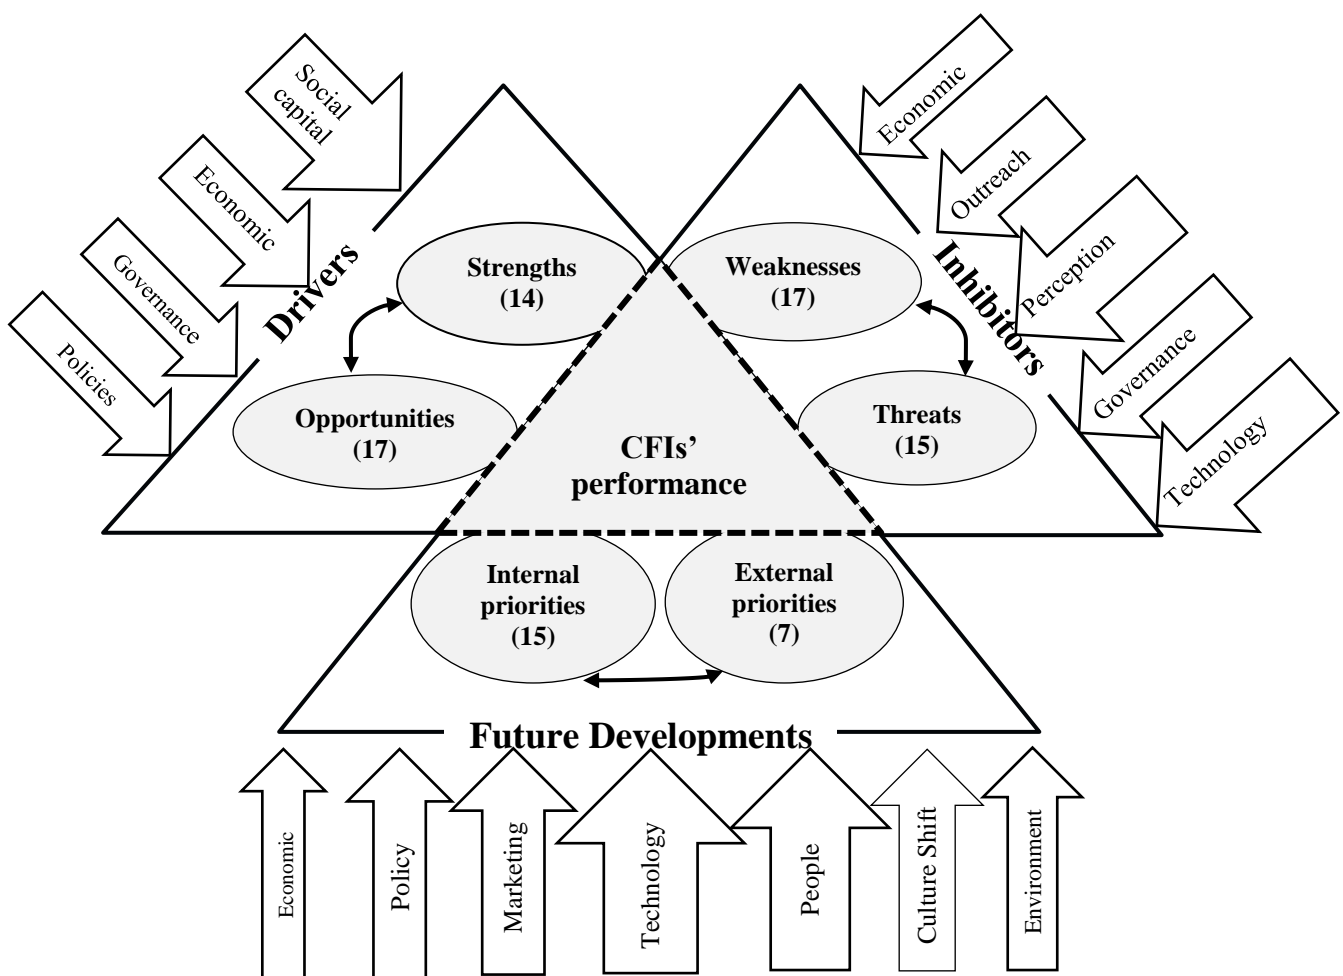 Social
capital
Economic
Governance
Policies
Drivers
Economic
Outreach
Perception
Governance
Technology
Inhibitors
Strengths
(14)
Opportunities
(17)
Weaknesses
(17)
Threats
(15)
CFIs’
performance
Internal
priorities
(15)
External
priorities
(7)
Future Developments
Economic
Policy
Marketing
Technology
People
Culture Shift
Environment